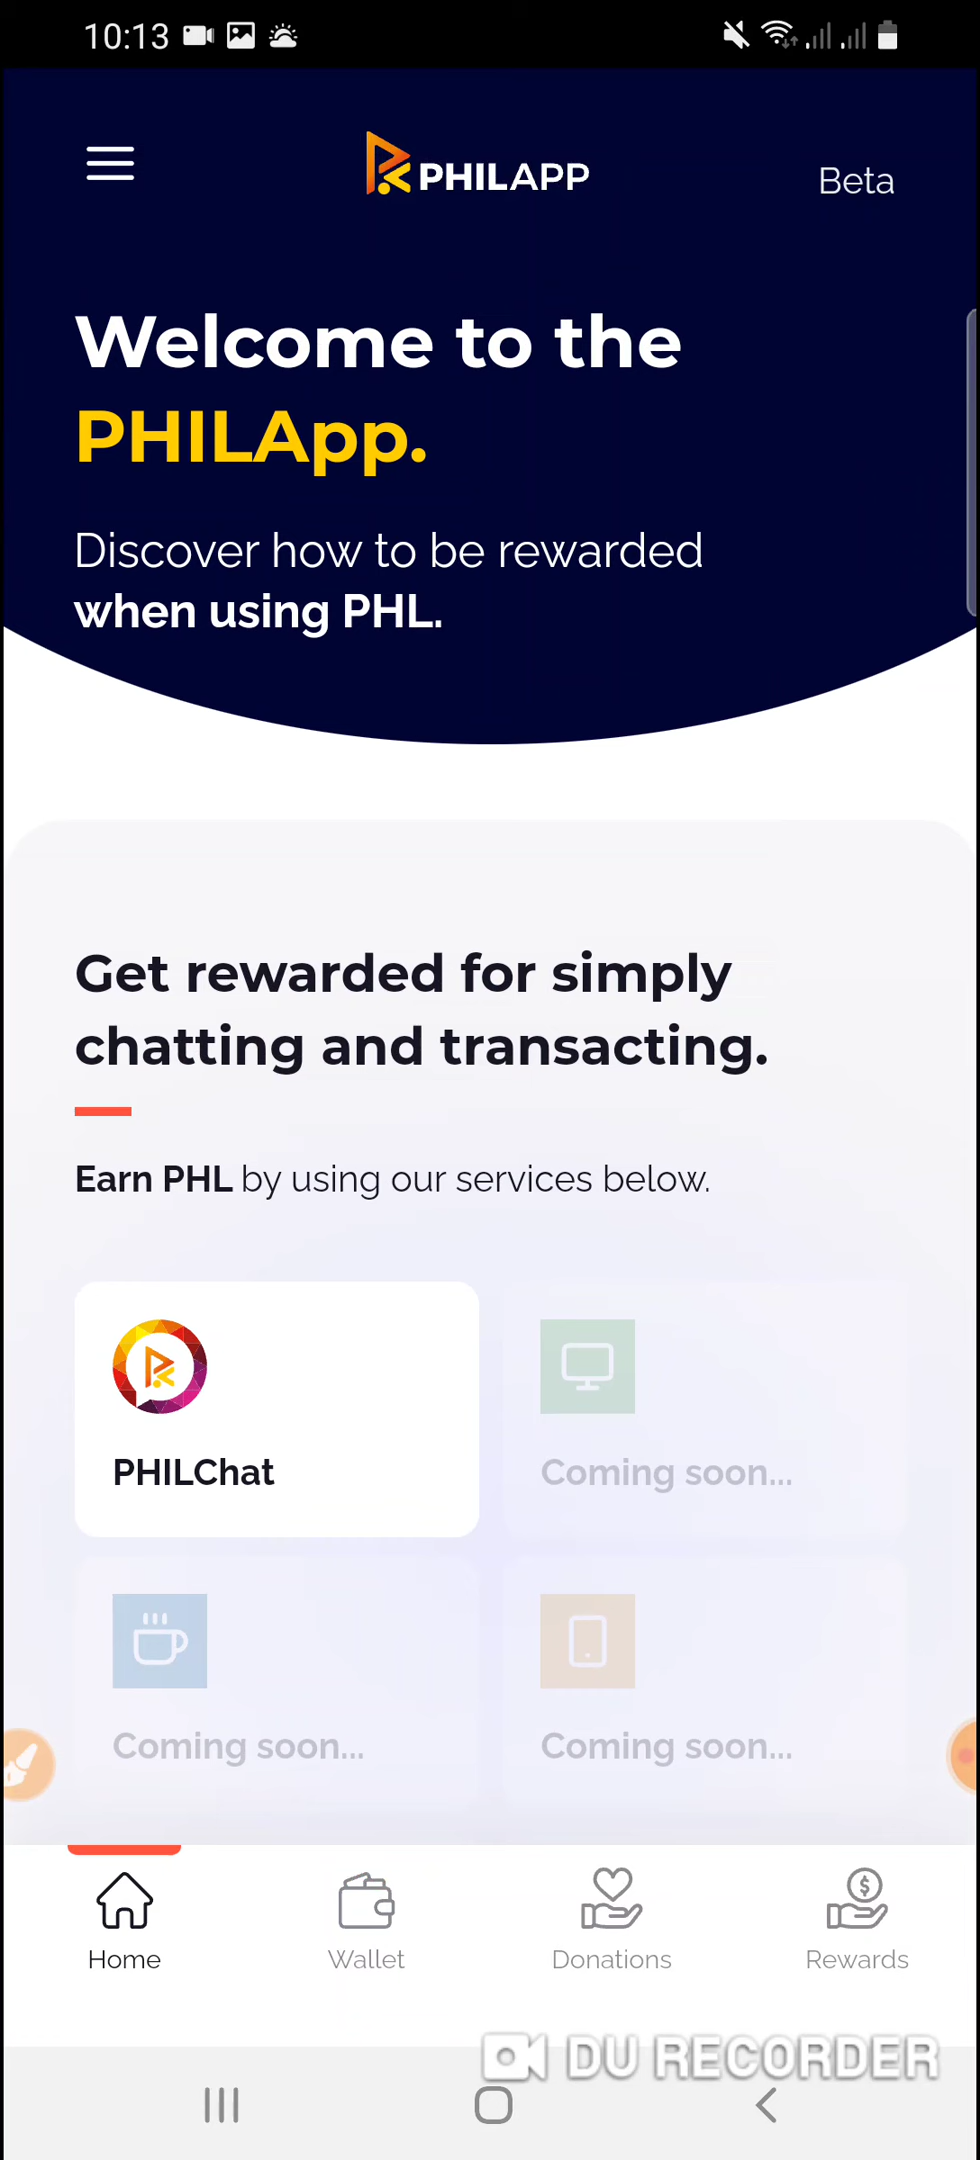 10:13
PHILAPP
Beta
Welcome to the
PHILApp.
Discover how to be rewarded
when using PHL.
Get rewarded for simply
chatting and transacting.
Earn PHL by using our services below.
PHILChat
Coming soon...
Coming soon...
Coming soon...
Home
Wallet
Donations
Rewards
DU RECORDER